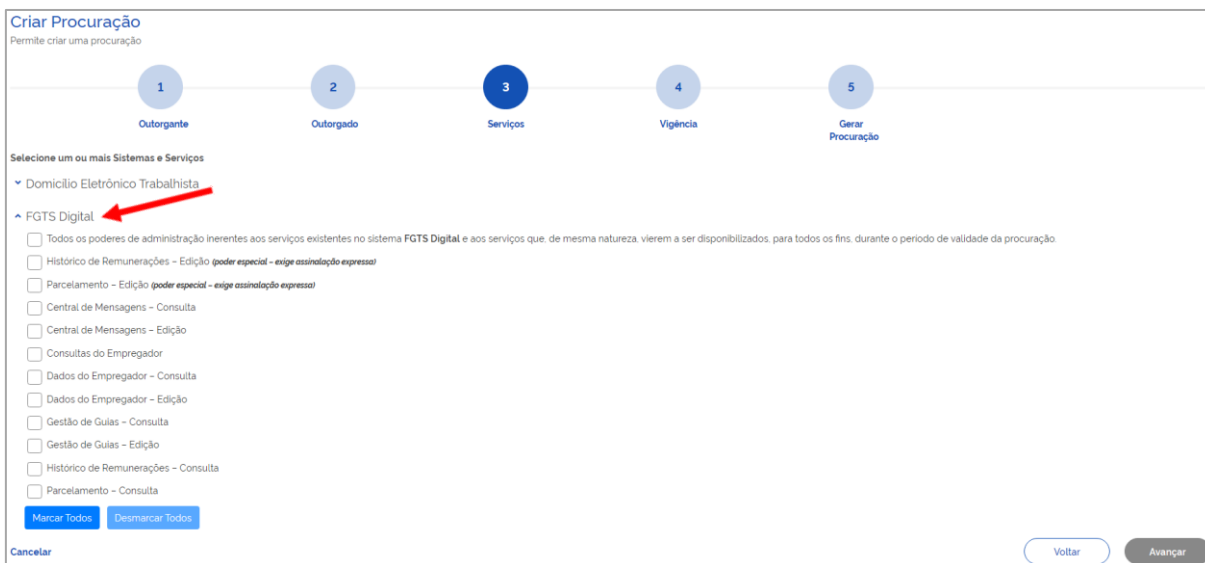 Criar Procuração
Permite criar uma procuração
1
2
3
4
5
Outorgante
Outorgado
Serviços
Vigência
Gerar
Procuração
Selecione um ou mais Sistemas e Serviços
Domicílio Eletrônico Trabalhista
FGTS Digital
Todos os poderes de administração inerentes aos serviços existentes no sistema FGTS Digital e aos serviços que, de mesma natureza, vierem a ser disponibilizados, para todos os fins, durante o período de validade da procuração.
Histórico de Remunerações – Edição (poder especial – exige assinalação expressa)
Parcelamento – Edição (poder especial – exige assinalação expressa)
Central de Mensagens – Consulta
Central de Mensagens – Edição
Consultas do Empregador
Dados do Empregador – Consulta
Dados do Empregador – Edição
Gestão de Guias – Consulta
Gestão de Guias – Edição
Histórico de Remunerações – Consulta
Parcelamento – Consulta
Marcar Todos
Desmarcar Todos
Cancelar
Voltar
Avançar